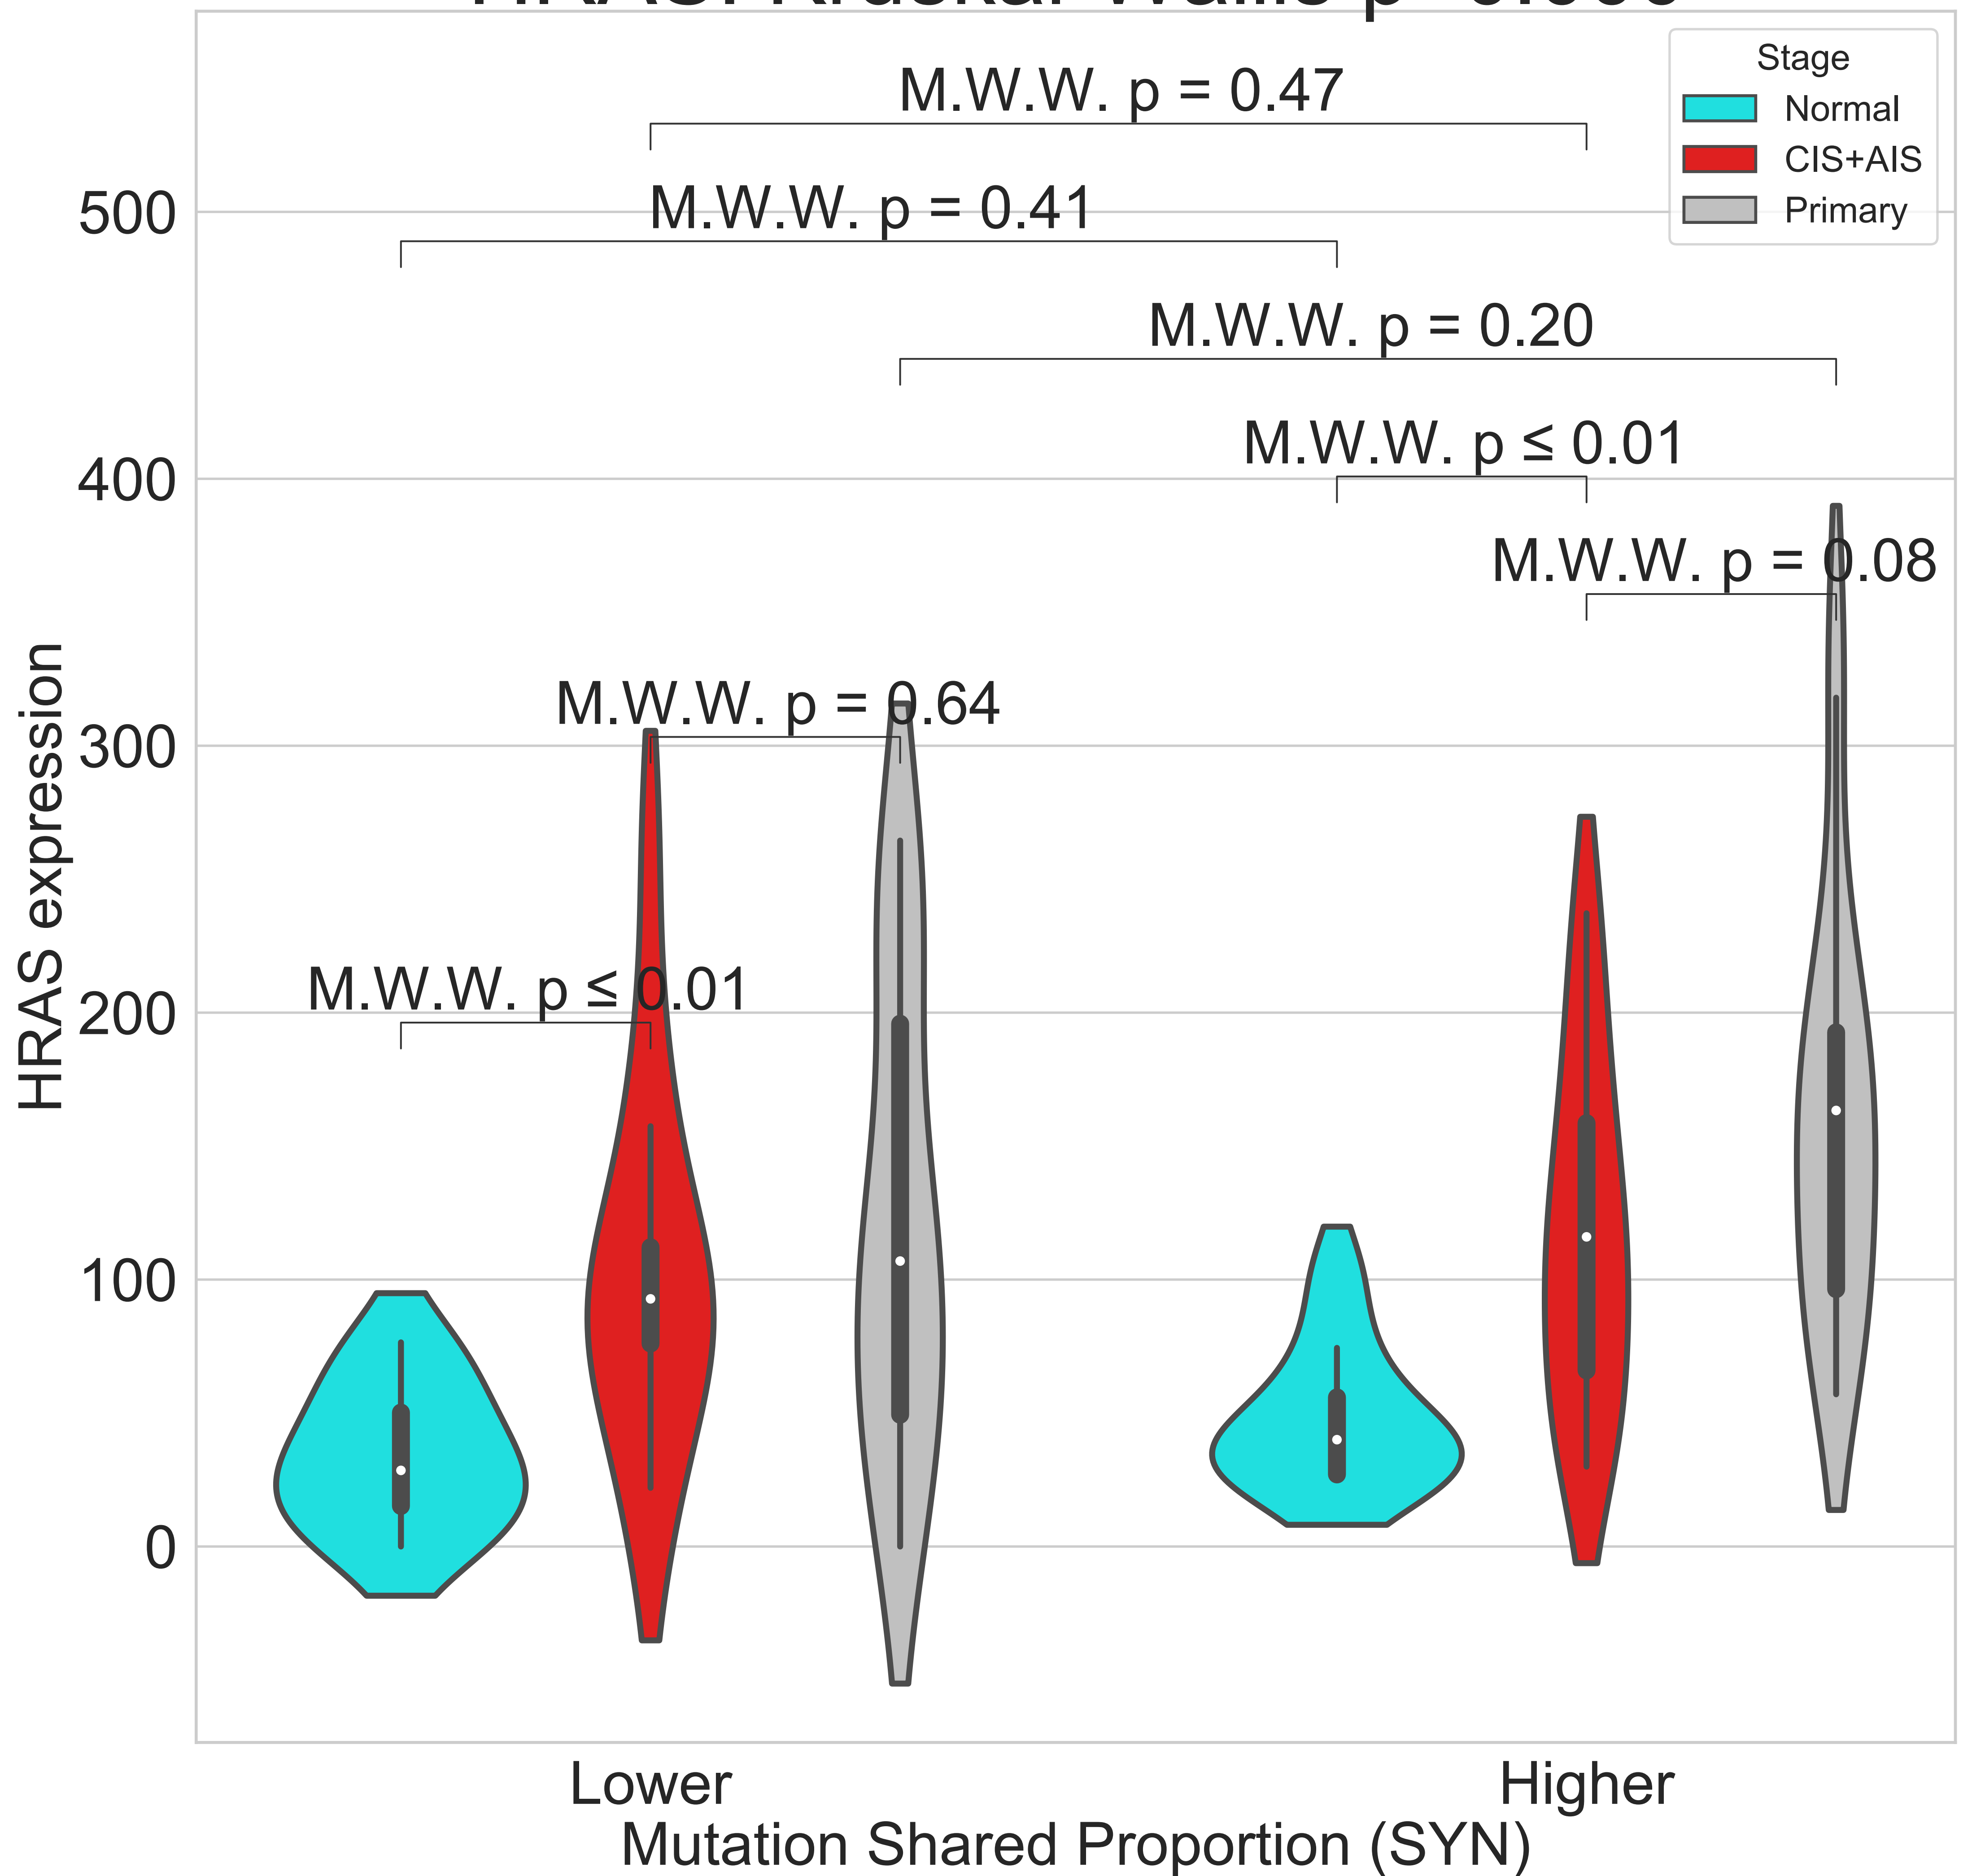 Stage
Normal
CIS+AIS
Primary
M.W.W. p = 0.47
M.W.W. p = 0.41
M.W.W. p = 0.20
M.W.W. p ≤ 0.01
M.W.W. p = 0.08
M.W.W. p = 0.64
M.W.W. p ≤ 0.01
HRAS expression
500
400
300
200
100
0
Lower
Higher
Mutation Shared Proportion (SYN)